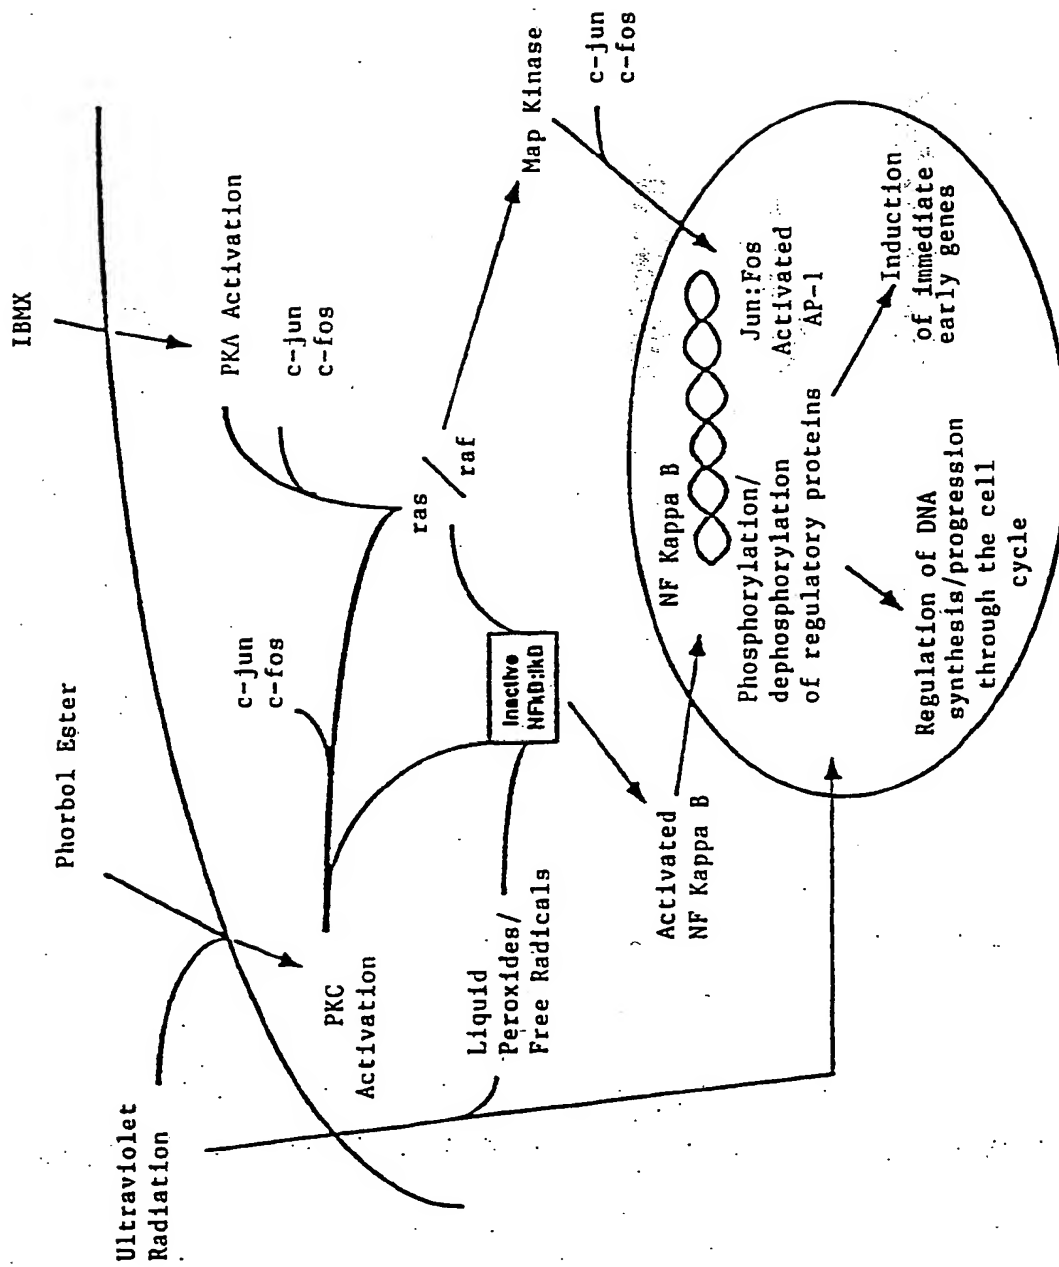 Ultraviolet
Radiation
Phorbol Ester
IBMX
PKC
Activation
c-jun
c-fos
PKA Activation
c-jun
c-fos
Liquid
Peroxides/
Free Radicals
Inactive
NFkB:IkB
ras
raf
Map Kinase
c-jun
c-fos
Activated
NF Kappa B
NF Kappa B
Jun:Fos
Activated
AP-1
Phosphorylation/
dephosphorylation
of regulatory proteins
Induction
of immediate
early genes
Regulation of DNA
synthesis/progression
through the cell
cycle